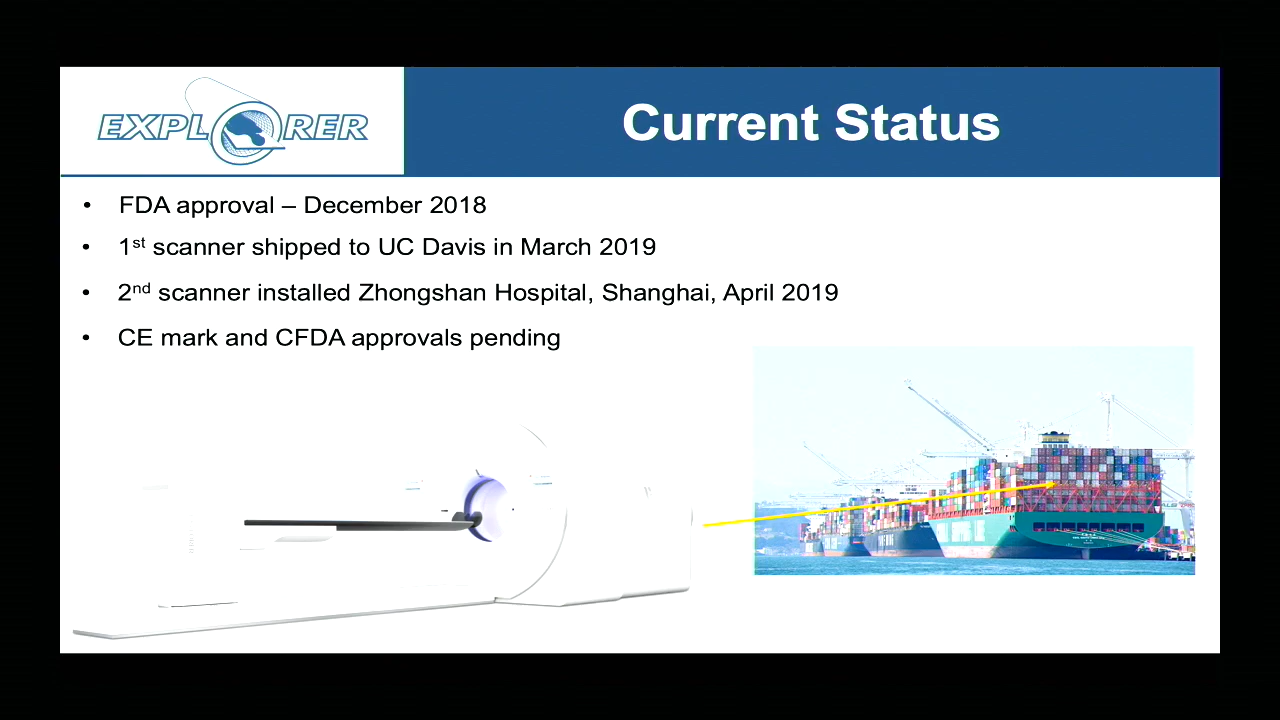 EXPLORER
Current Status
• FDA approval – December 2018
• 1st scanner shipped to UC Davis in March 2019
• 2nd scanner installed Zhongshan Hospital, Shanghai, April 2019
• CE mark and CFDA approvals pending